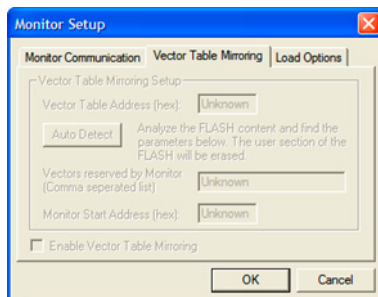 Monitor Setup
Monitor Communication Vector Table Mirroring Load Options
Vector Table Mirroring Setup
Vector Table Address (hex): Unknown
Auto Detect
Analyze the FLASH content and find the
parameters below. The user section of the
FLASH will be erased.
Vectors reserved by Monitor
(Comma seperated list)
Unknown
Monitor Start Address (hex): Unknown
Enable Vector Table Mirroring
OK Cancel